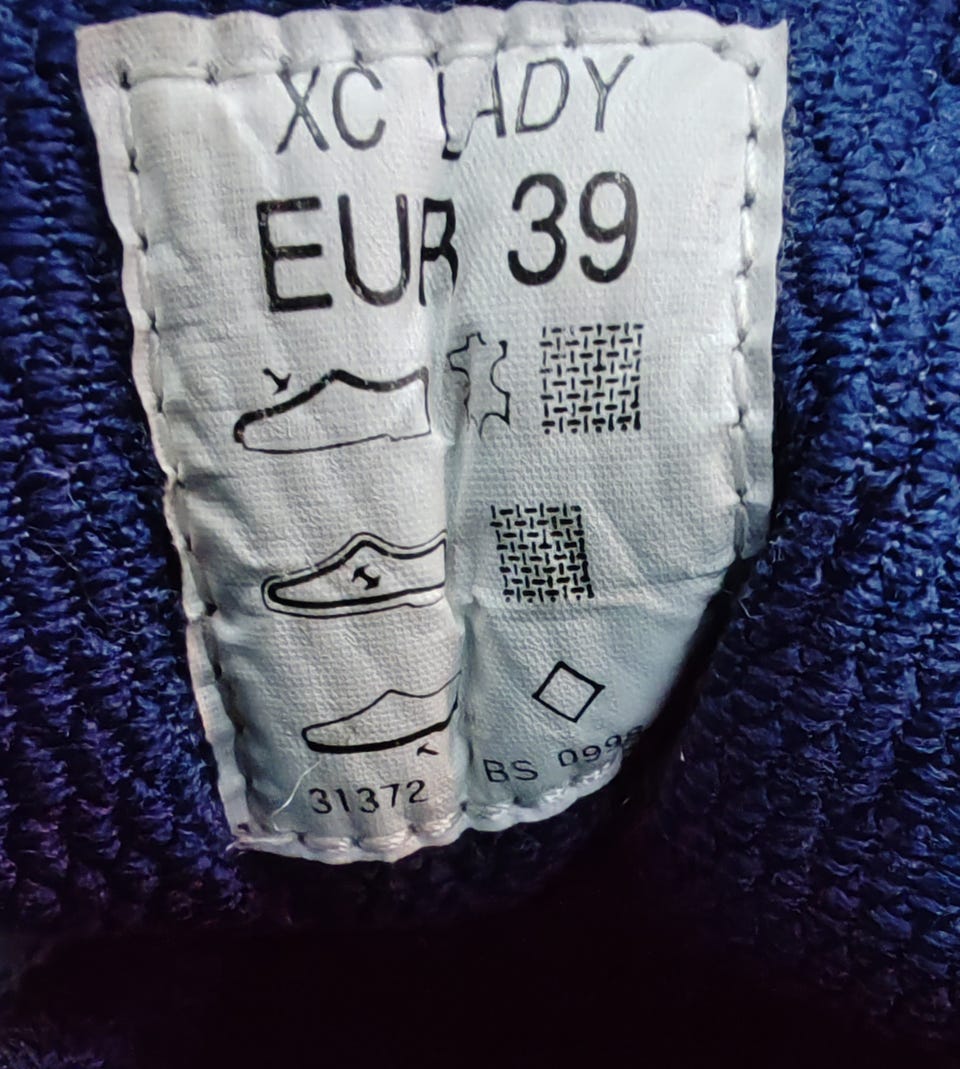 XC LADY
EUR 39
31372
BS